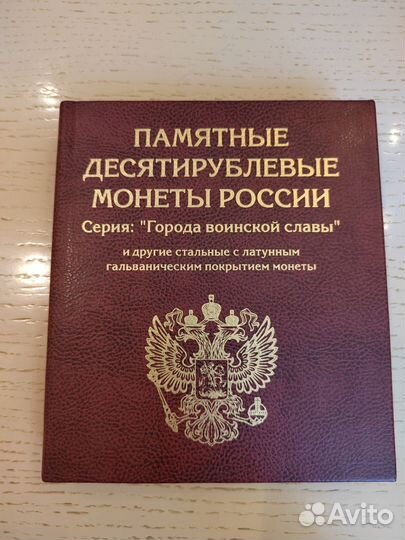 ПАМЯТНЫЕ
ДЕСЯТИРУБЛЕВЫЕ
МОНЕТЫ РОССИИ
Серия: "Города воинской славы"
и другие стальные с латунным
гальваническим покрытием монеты
Avito